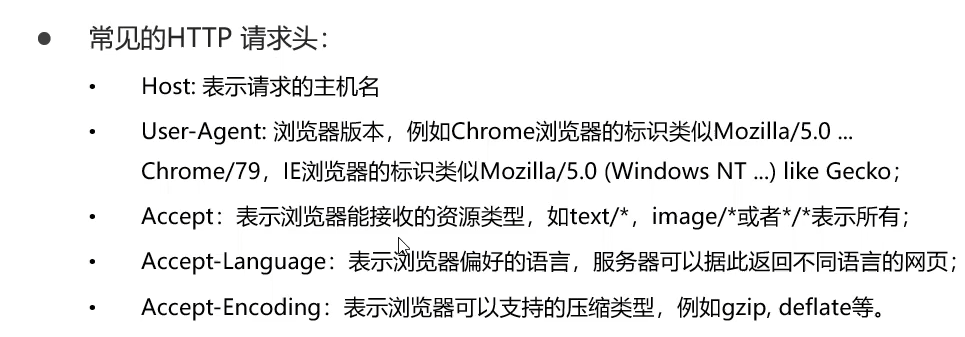 常见的HTTP 请求头：
Host: 表示请求的主机名
User-Agent: 浏览器版本，例如Chrome浏览器的标识类似Mozilla/5.0 ...
Chrome/79，IE浏览器的标识类似Mozilla/5.0 (Windows NT ...) like Gecko；
Accept：表示浏览器能接收的资源类型，如text/*，image/*或者*/*表示所有；
Accept-Language：表示浏览器偏好的语言，服务器可以据此返回不同语言的网页；
Accept-Encoding：表示浏览器可以支持的压缩类型，例如gzip, deflate等。